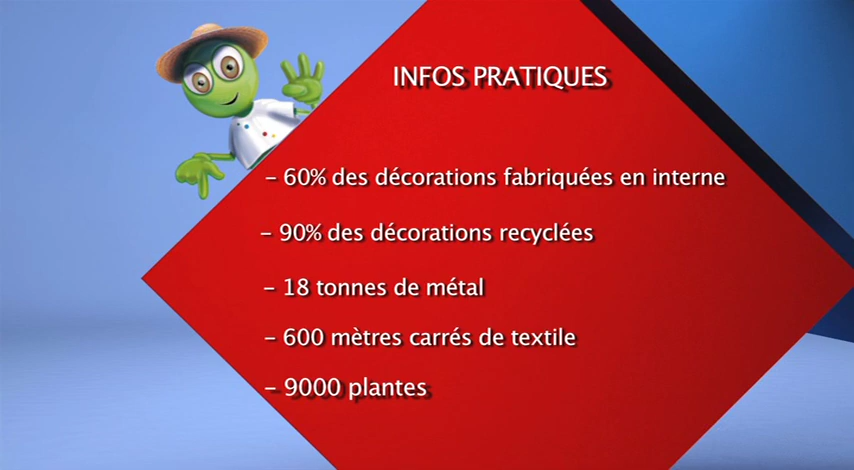 INFOS PRATIQUES
- 60% des décorations fabriquées en interne
- 90% des décorations recyclées
- 18 tonnes de métal
- 600 mètres carrés de textile
- 9000 plantes